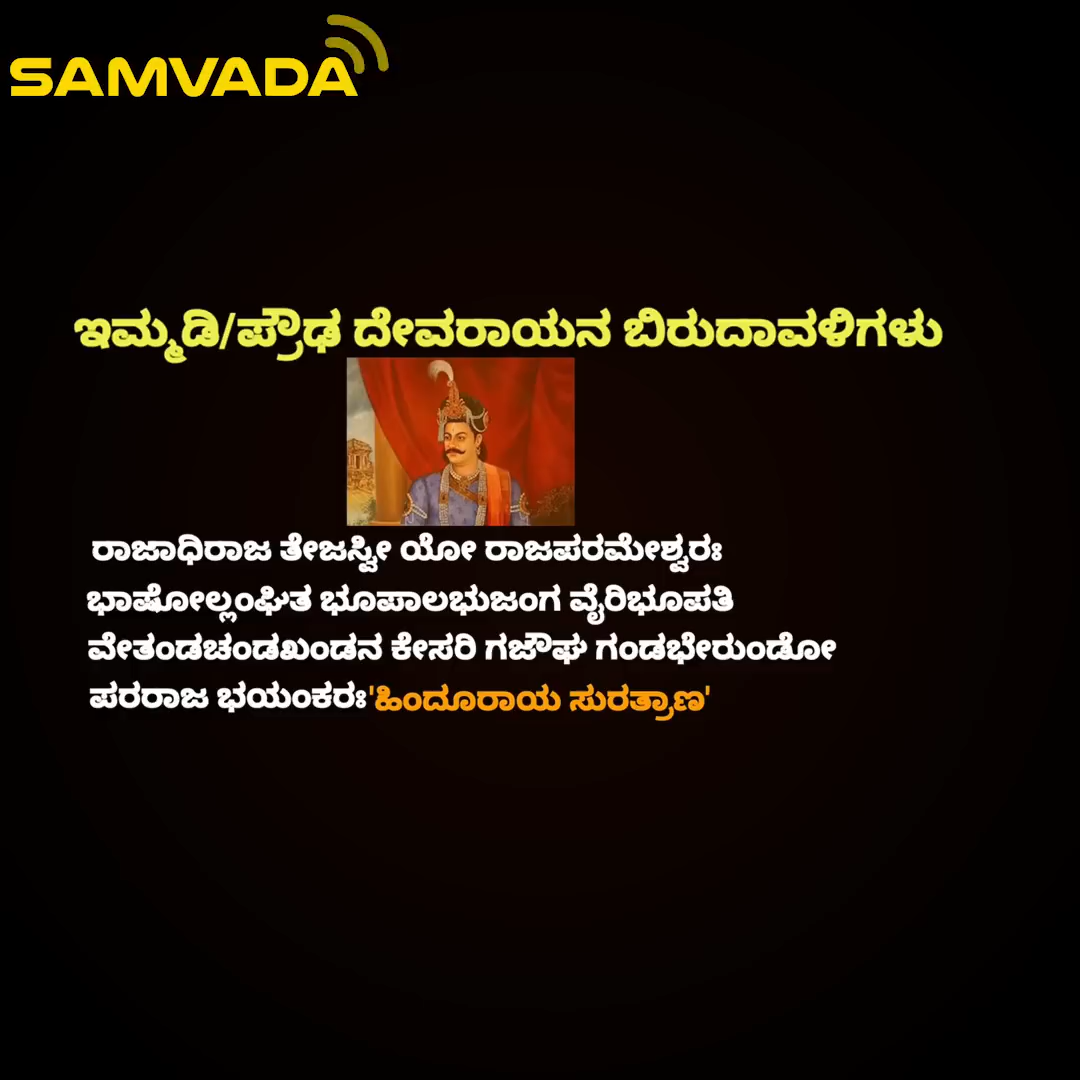 SAMVADA
ಇಮ್ಮಡಿ/ಪ್ರೌಢ ದೇವರಾಯನ ಬಿರುದಾವಳಿಗಳು
ರಾಜಾಧಿರಾಜ ತೇಜಸ್ವೀ ಯೋ ರಾಜಪರಮೇಶ್ವರಃ
ಭಾಷೋಲ್ಲಂಘಿತ ಭೂಪಾಲಭುಜಂಗ ವೈರಿಭೂಪತಿ
ವೇತಂಡಚಂಡಖಂಡನ ಕೇಸರಿ ಗಜೌಘ ಗಂಡಭೇರುಂಡೋ
ಪರರಾಜ ಭಯಂಕರಃ'ಹಿಂದೂರಾಯ ಸುರತ್ರಾಣ'